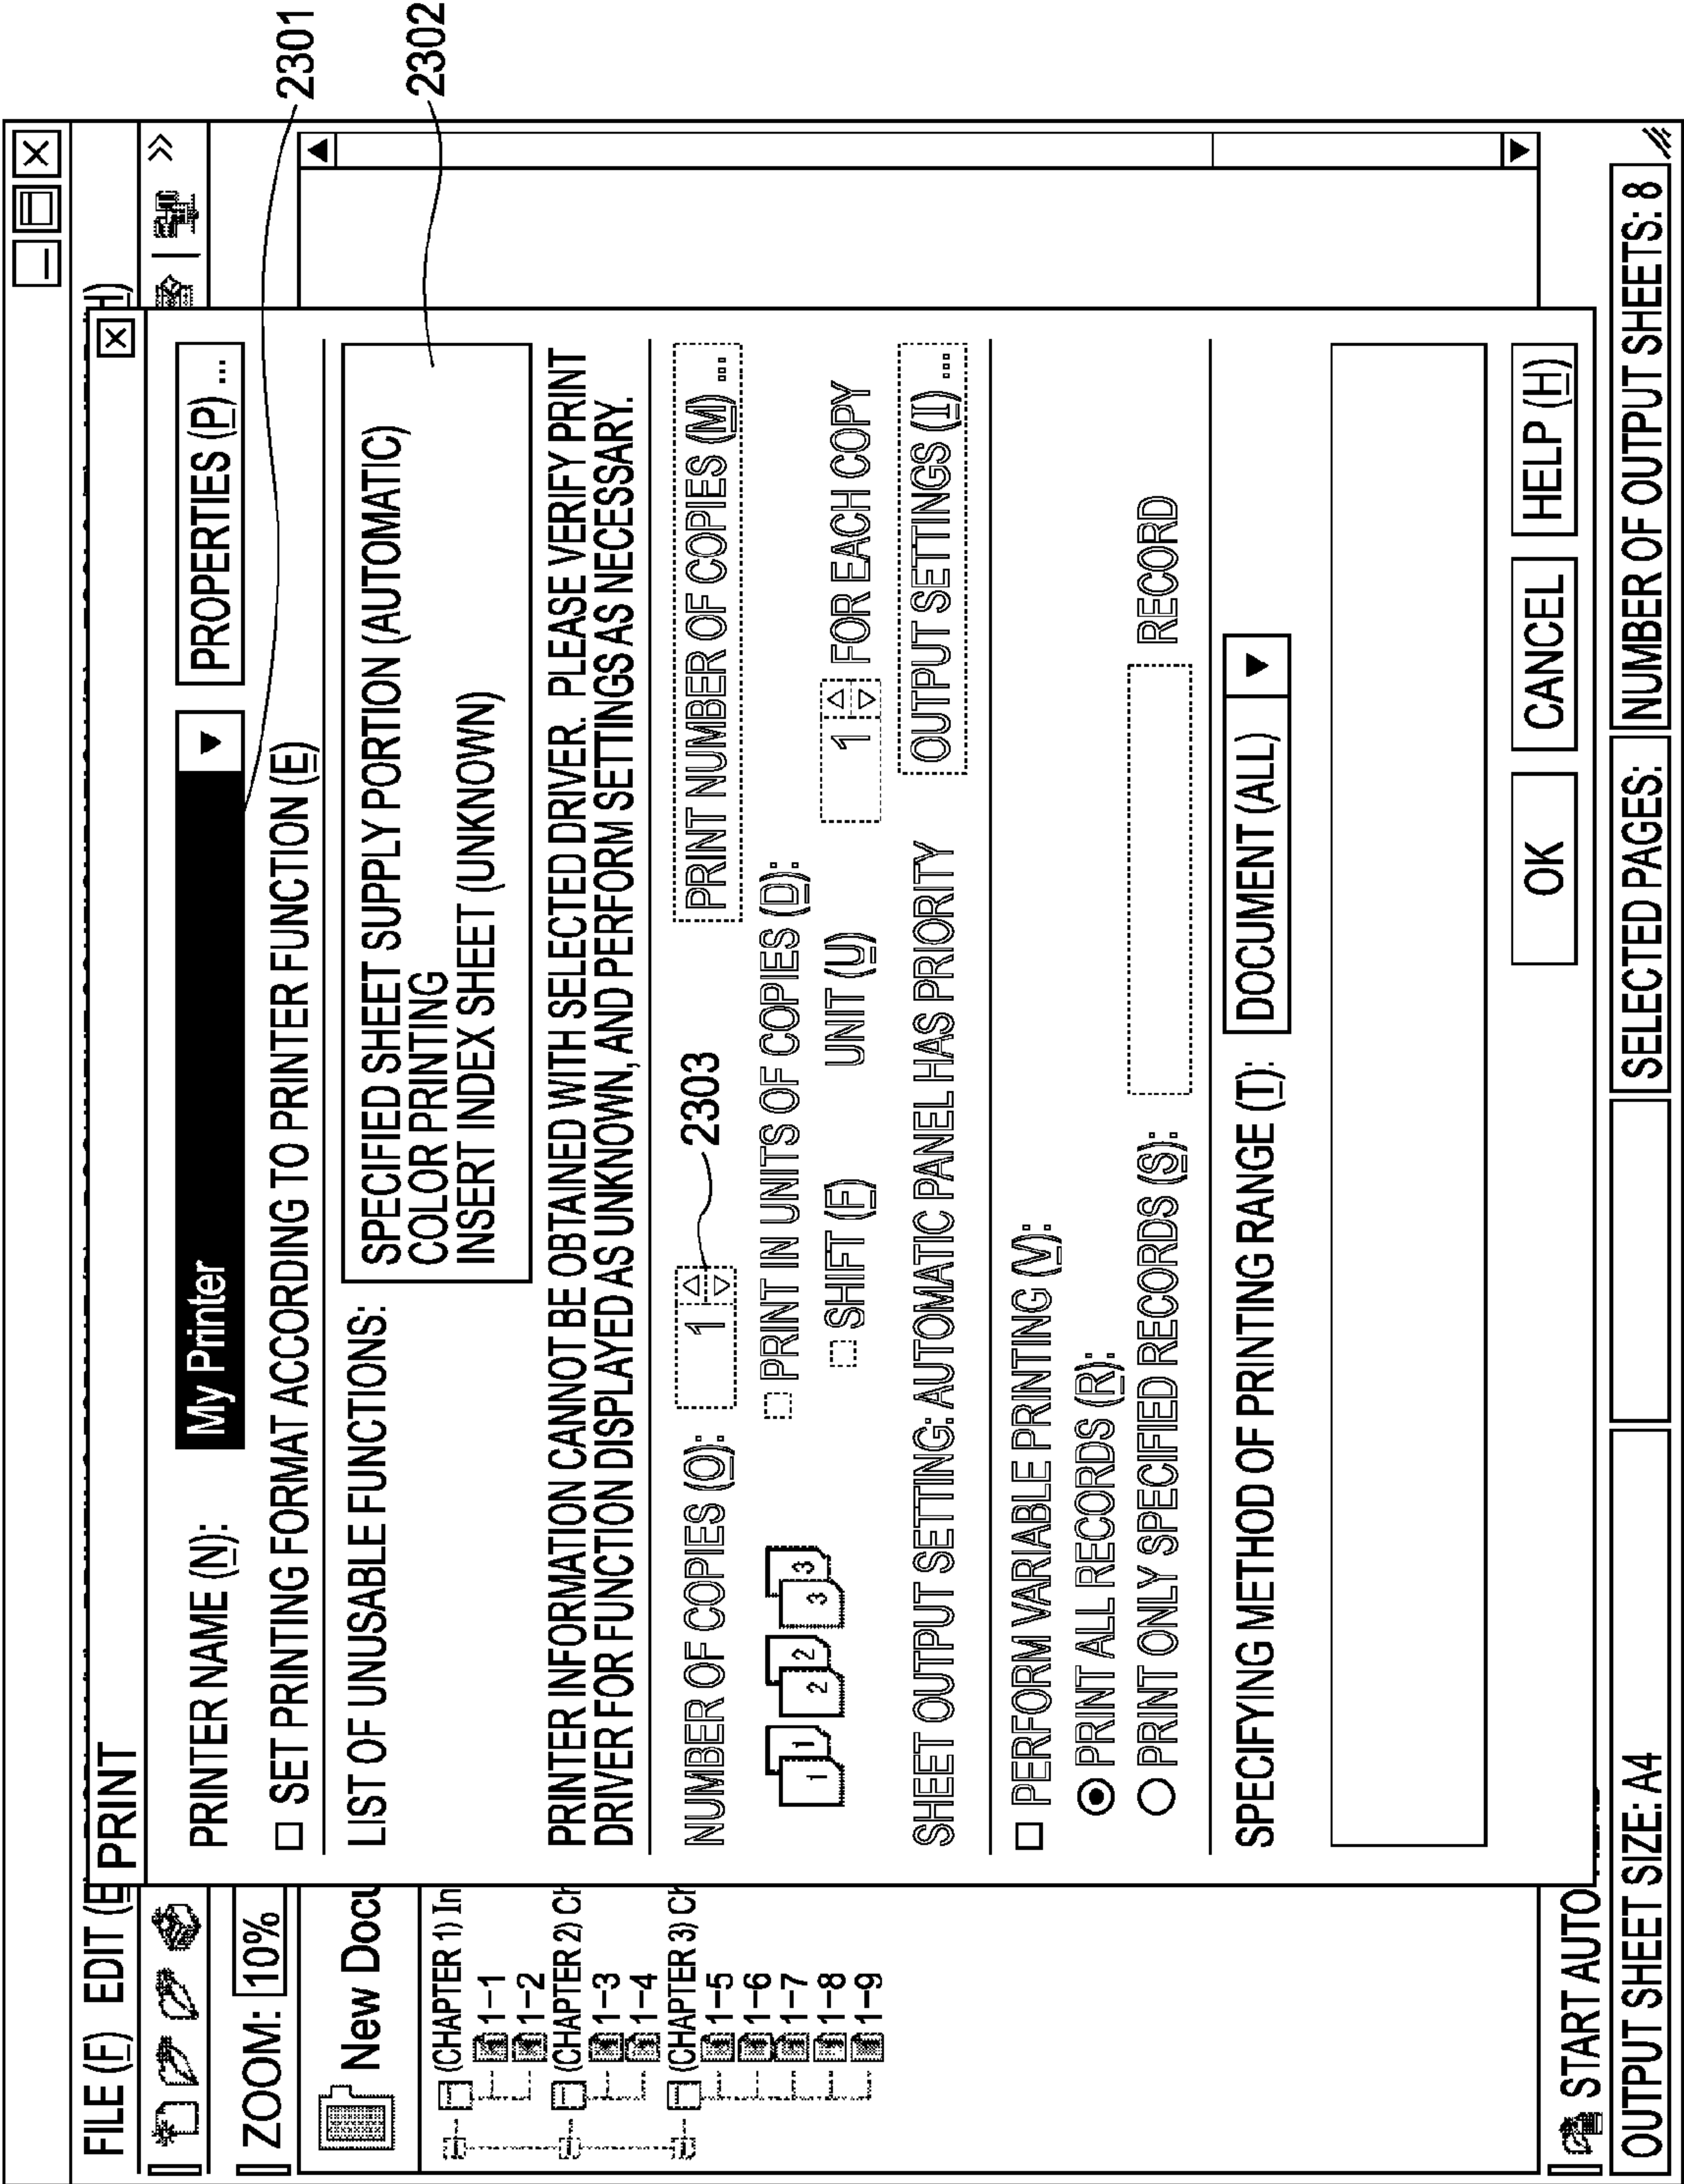 FILE (F) EDIT (E
H)
PRINT
ZOOM: 10%
New Docu
(CHAPTER 1) In
1-1
1-2
(CHAPTER 2) Ch
1-3
1-4
(CHAPTER 3) Ch
1-5
1-6
1-7
1-8
1-9
PRINTER NAME (N): My Printer PROPERTIES (P) ...
2301
SET PRINTING FORMAT ACCORDING TO PRINTER FUNCTION (E)
LIST OF UNUSABLE FUNCTIONS:
SPECIFIED SHEET SUPPLY PORTION (AUTOMATIC)
COLOR PRINTING
INSERT INDEX SHEET (UNKNOWN)
2302
PRINTER INFORMATION CANNOT BE OBTAINED WITH SELECTED DRIVER. PLEASE VERIFY PRINT
DRIVER FOR FUNCTION DISPLAYED AS UNKNOWN, AND PERFORM SETTINGS AS NECESSARY.
NUMBER OF COPIES (O): 1 2303 PRINT NUMBER OF COPIES (M) ...
1 1 2 2 3 3
PRINT IN UNITS OF COPIES (D):
SHIFT (F) UNIT (U) 1 FOR EACH COPY
SHEET OUTPUT SETTING: AUTOMATIC PANEL HAS PRIORITY OUTPUT SETTINGS (I) ...
PERFORM VARIABLE PRINTING (V):
PRINT ALL RECORDS (R):
PRINT ONLY SPECIFIED RECORDS (S): RECORD
SPECIFYING METHOD OF PRINTING RANGE (T): DOCUMENT (ALL)
OK CANCEL HELP (H)
START AUTO
OUTPUT SHEET SIZE: A4 SELECTED PAGES: NUMBER OF OUTPUT SHEETS: 8